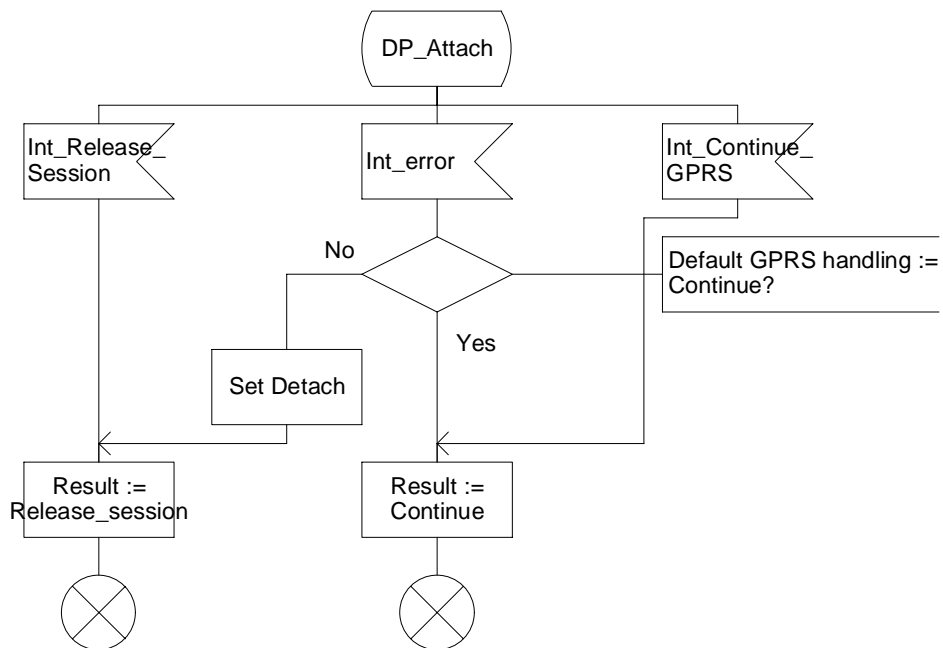 DP_Attach
Int_Release_
Session
Int_error
Int_Continue_
GPRS
No
Default GPRS handling :=
Continue?
Yes
Set Detach
Result :=
Release_session
Result :=
Continue